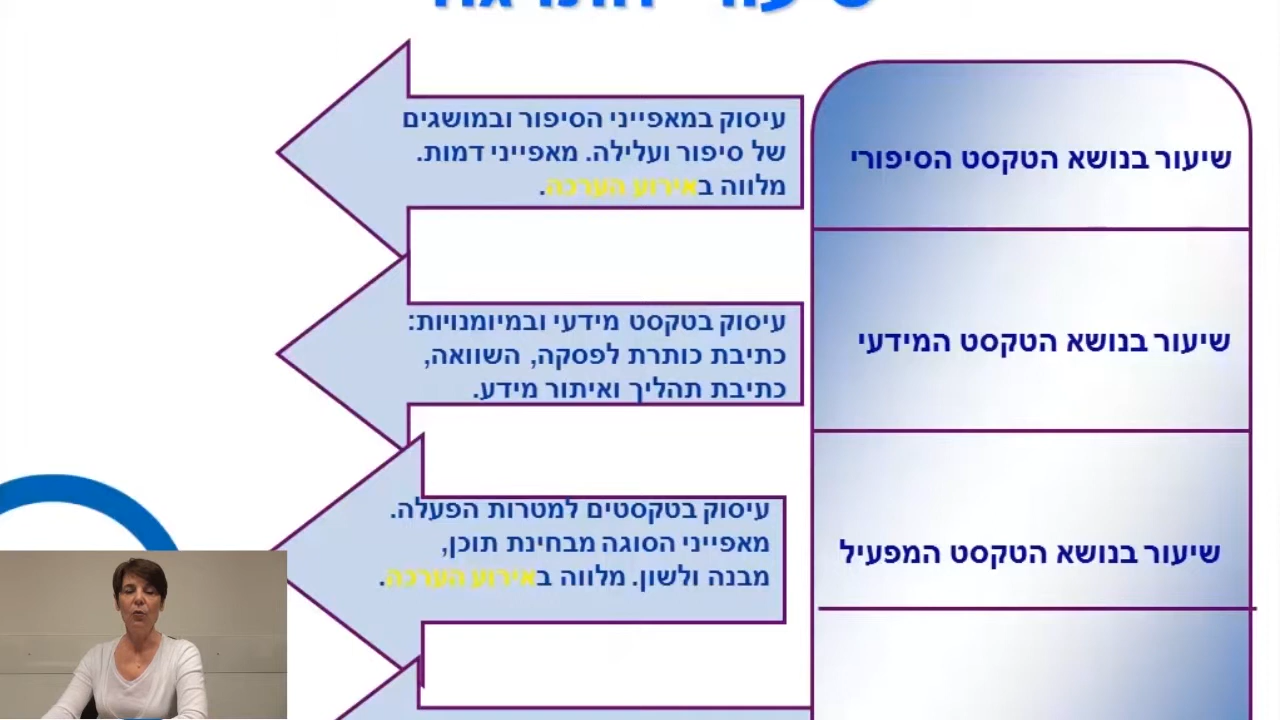 שיעור בנושא הטקסט הסיפורי
עיסוק במאפייני הסיפור ובמושגים
של סיפור ועלילה. מאפייני דמות.
מלווה באירוע הערכה.
שיעור בנושא הטקסט המידעי
עיסוק בטקסט מידעי ובמיומנויות:
כתיבת כותרת לפסקה, השוואה,
כתיבת תהליך ואיתור מידע.
שיעור בנושא הטקסט המפעיל
עיסוק בטקסטים למטרות הפעלה.
מאפייני הסוגה מבחינת תוכן,
מבנה ולשון. מלווה באירוע הערכה.